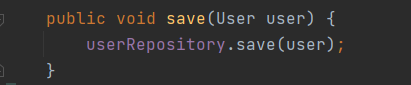 public void save(User user) {
    userRepository.save(user);
}